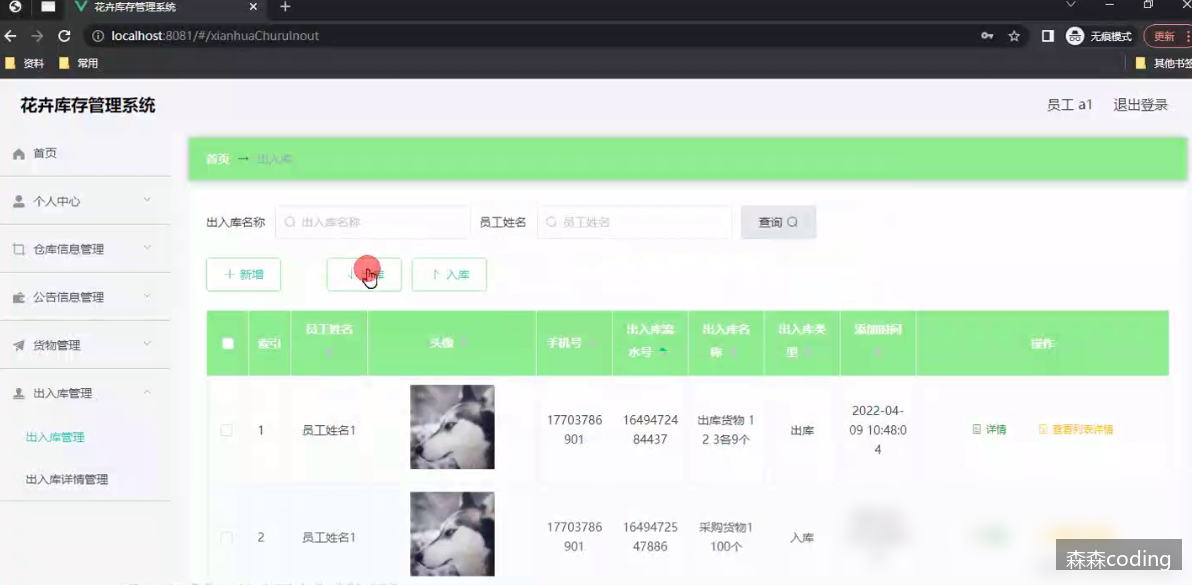 花卉库存管理系统
localhost:8081/#/xianhuaChuruInout
无痕模式
更新
资料
常用
其他书签
花卉库存管理系统
员工 a1
退出登录
首页
个人中心
仓库信息管理
公告信息管理
货物管理
出入库管理
出入库管理
出入库详情管理
首页 → 出入库
出入库名称
出入库名称
员工姓名
员工姓名
查询
+ 新增
入库
索引
员工姓名
头像
手机号
出入库流
水号
出入库名
称
出入库类
型
添加时间
操作
1
员工姓名1
17703786
901
16494724
84437
出库货物 1
2 3各9个
出库
2022-04-
09 10:48:0
4
详情
查看列表详情
2
员工姓名1
17703786
901
16494725
47886
采购货物1
100个
入库
森森coding